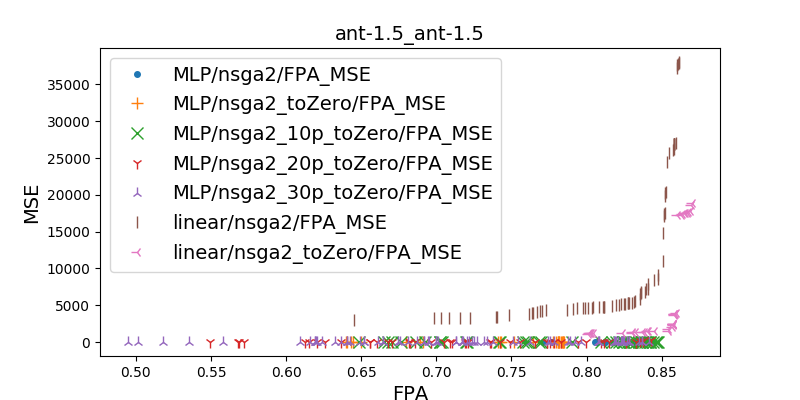 ant-1.5_ant-1.5
MSE
35000
30000
25000
20000
15000
10000
5000
0
MLP/nsga2/FPA_MSE
MLP/nsga2_toZero/FPA_MSE
MLP/nsga2_10p_toZero/FPA_MSE
MLP/nsga2_20p_toZero/FPA_MSE
MLP/nsga2_30p_toZero/FPA_MSE
linear/nsga2/FPA_MSE
linear/nsga2_toZero/FPA_MSE
0.50 0.55 0.60 0.65 0.70 0.75 0.80 0.85
FPA